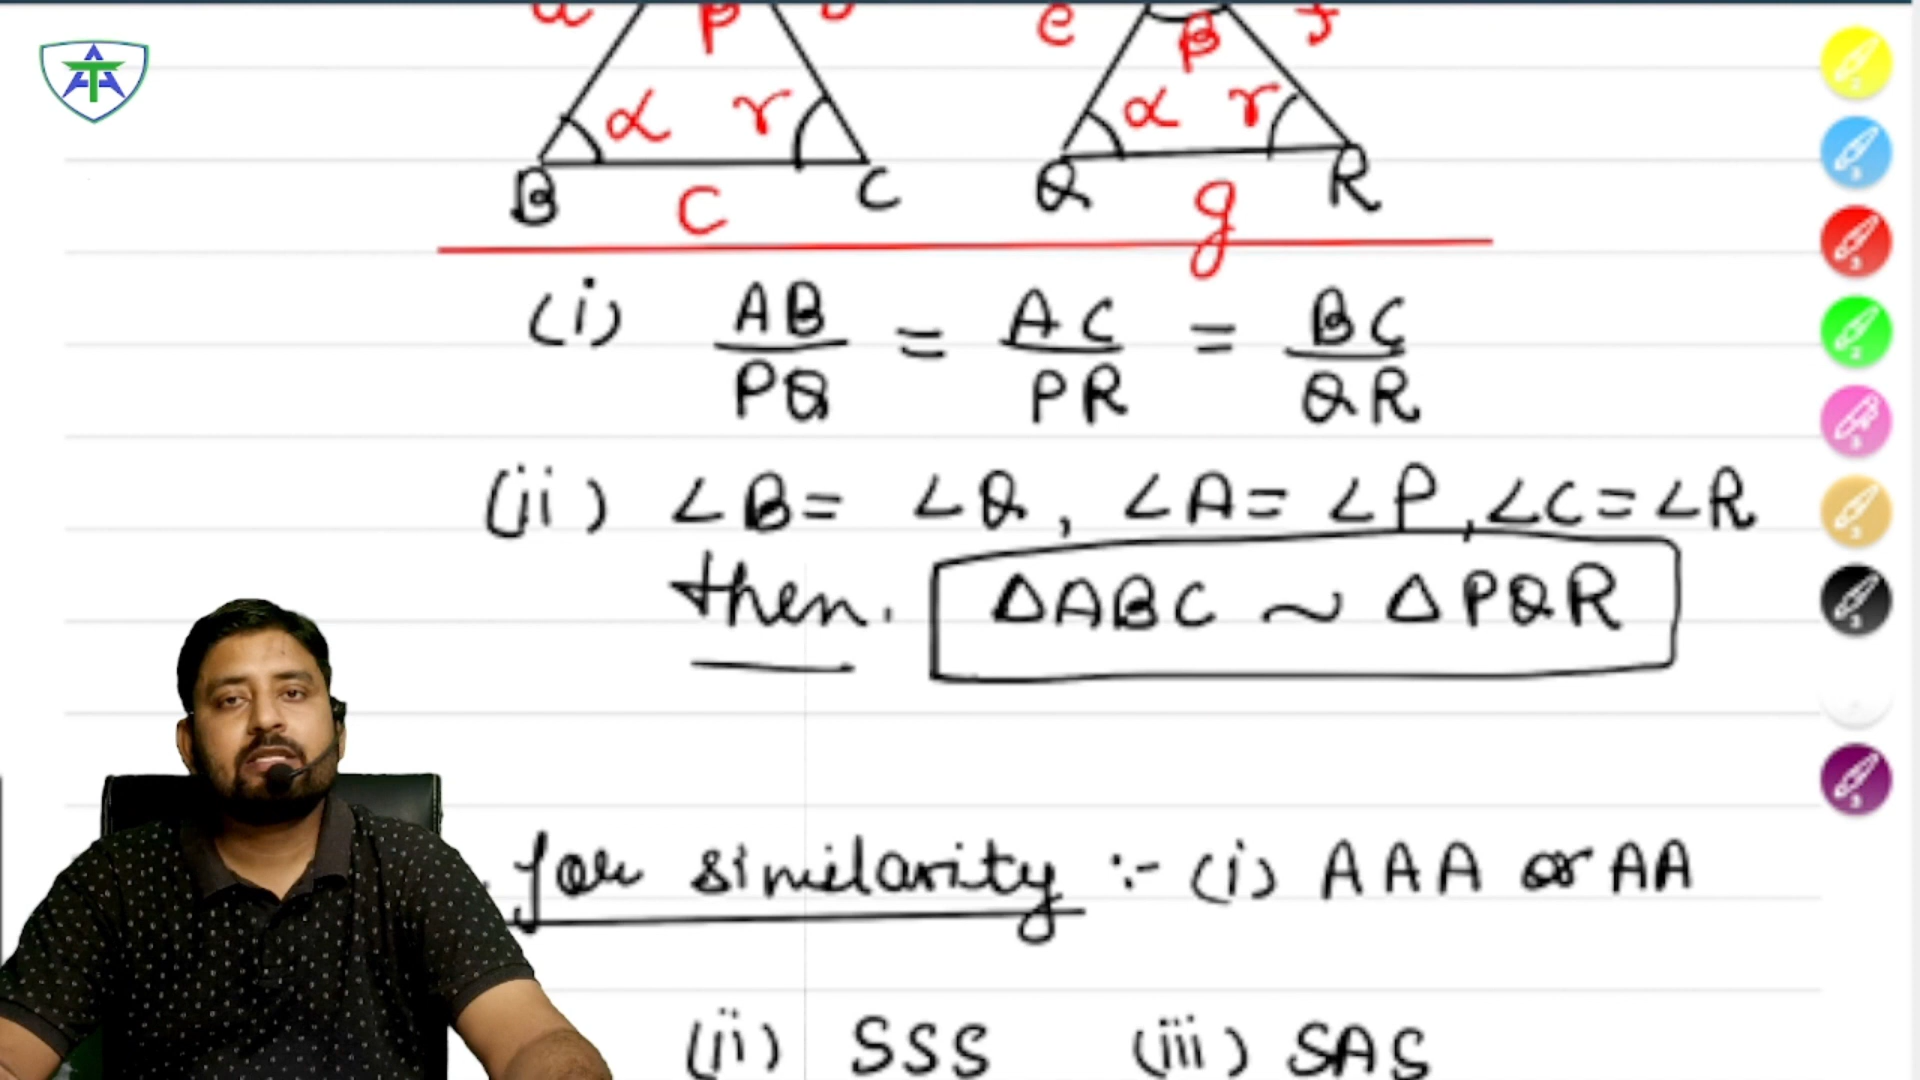 β e β
α γ α γ
B C C Q g R
(i) AB/PQ = AC/PR = BC/QR
(ii) ∠B = ∠Q, ∠A = ∠P, ∠C = ∠R
then. ΔABC ~ ΔPQR
for similarity :- (i) AAA or AA
(ii) SSS (iii) SAS